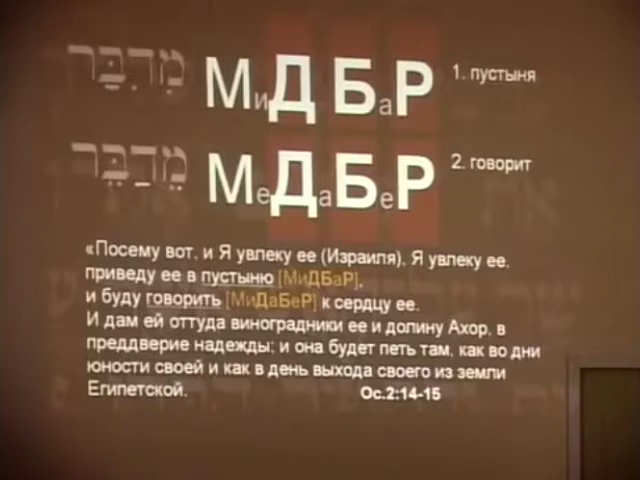 מִדְבָּר МиДБаР 1. пустыня
מְדַבֵּר МеДаБеР 2. говорит
«Посему вот, и Я увлеку ее (Израиля), Я увлеку ее,
приведу ее в пустыню [МиДБаР],
и буду говорить [МиДаБеР] к сердцу ее.
И дам ей оттуда виноградники ее и долину Ахор, в
преддверие надежды; и она будет петь там, как во дни
юности своей и как в день выхода своего из земли
Египетской. Ос.2:14-15